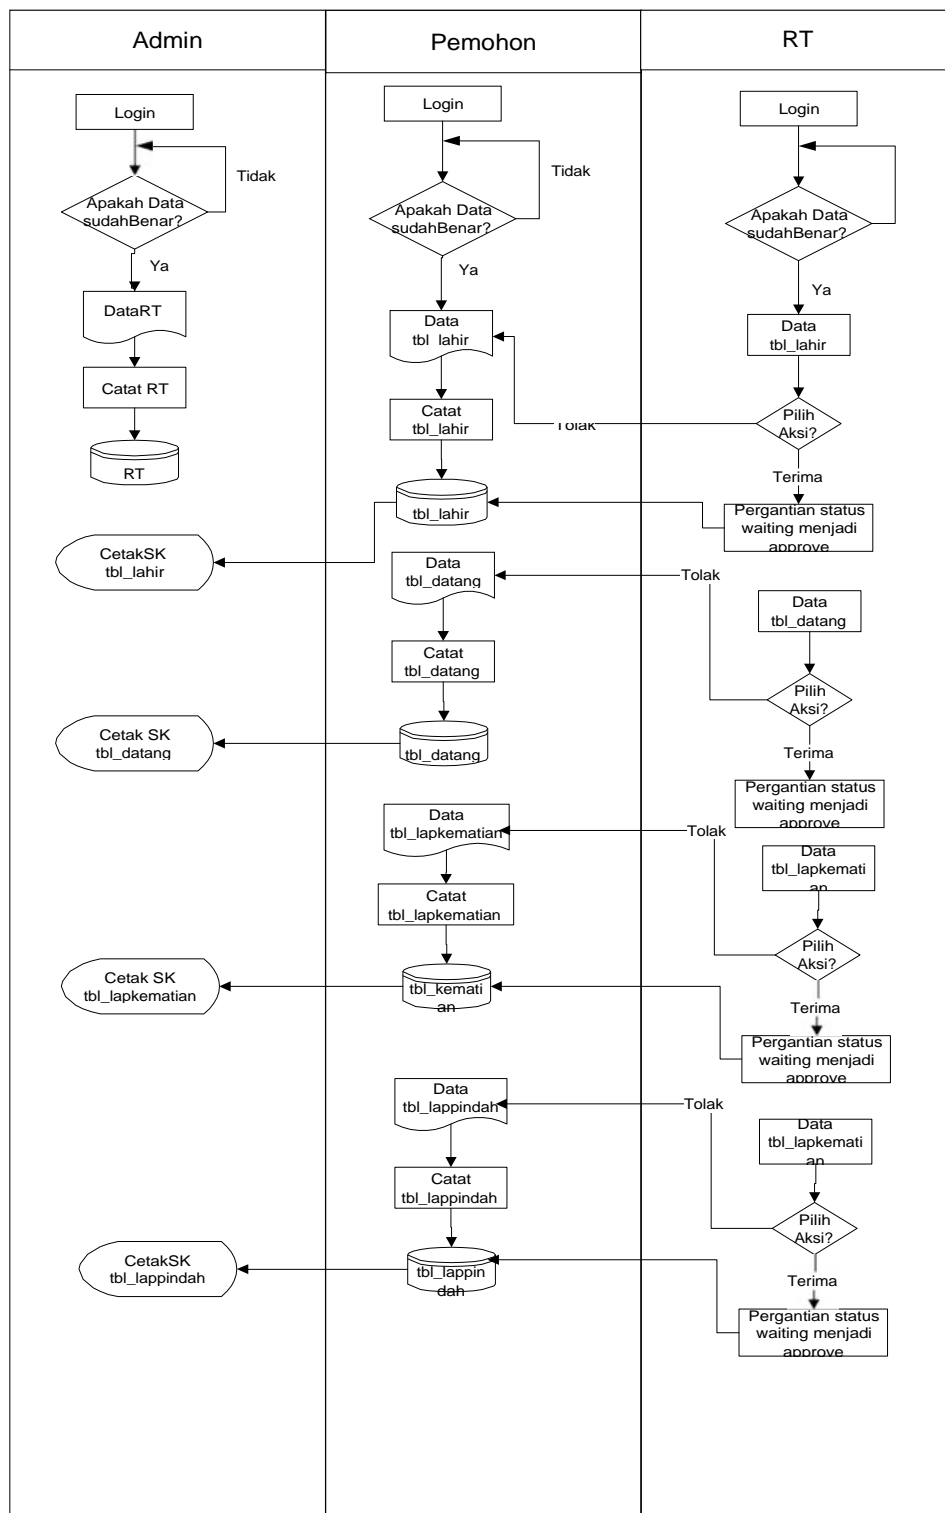 Admin
Pemohon
RT
Login
Tidak
Apakah Data
sudahBenar?
Ya
DataRT
Catat RT
RT
CetakSK
tbl_lahir
Cetak SK
tbl_datang
Cetak SK
tbl_lapkematian
CetakSK
tbl_lappindah
Login
Tidak
Apakah Data
sudahBenar?
Ya
Data
tbl_lahir
Catat
tbl_lahir
tbl_lahir
Data
tbl_datang
Catat
tbl_datang
tbl_datang
Data
tbl_lapkematian
Catat
tbl_lapkematian
tbl_kemati
an
Data
tbl_lappindah
Catat
tbl_lappindah
tbl_lappin
dah
Login
Apakah Data
sudahBenar?
Ya
Data
tbl_lahir
Pilih
Aksi?
Tolak
Terima
Pergantian status
waiting menjadi
approve
Tolak
Data
tbl_datang
Pilih
Aksi?
Terima
Pergantian status
waiting menjadi
approve
Tolak
Data
tbl_lapkemati
an
Pilih
Aksi?
Terima
Pergantian status
waiting menjadi
approve
Tolak
Data
tbl_lapkemati
an
Pilih
Aksi?
Terima
Pergantian status
waiting menjadi
approve